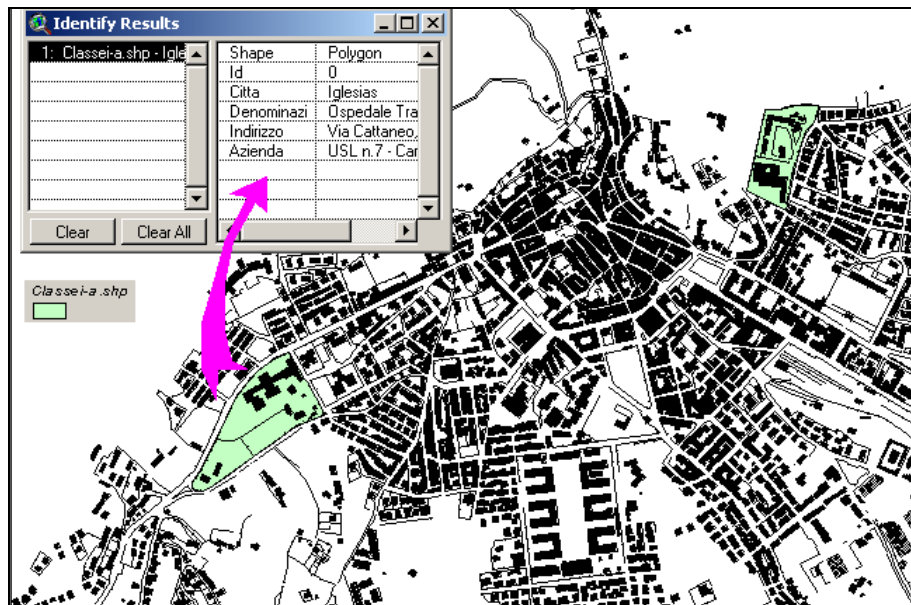 Identify Results
1: Classei-a.shp - Igle
Shape Polygon
Id 0
Citta Iglesias
Denominazi Ospedale Tra
Indirizzo Via Cattaneo,
Azienda USL n.7 - Car
Clear Clear All
Classei-a.shp